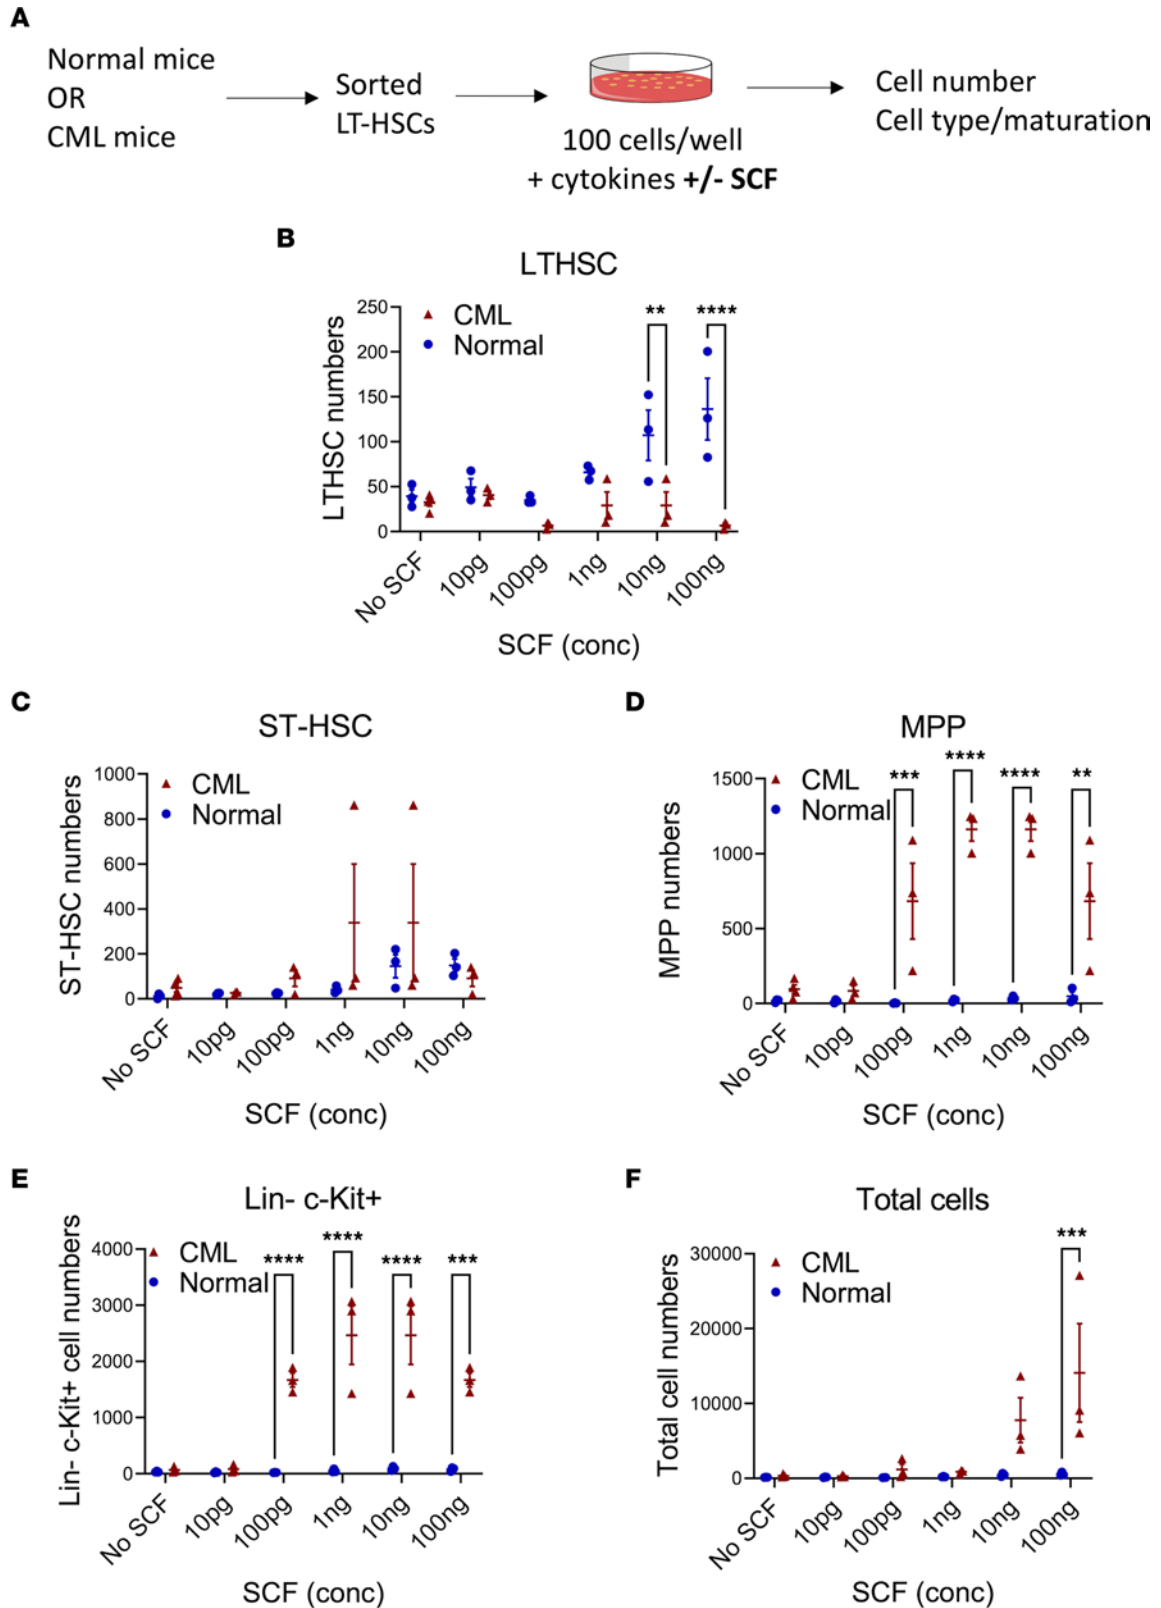 A
Normal mice
OR
CML mice
Sorted
LT-HSCs
100 cells/well
+ cytokines +/- SCF
Cell number
Cell type/maturation
B
LTHSC
LTHSC numbers
250
200
150
100
50
0
CML
Normal
**
****
No SCF
10pg
100pg
1ng
10ng
100ng
SCF (conc)
C
ST-HSC
ST-HSC numbers
1000
800
600
400
200
0
CML
Normal
No SCF
10pg
100pg
1ng
10ng
100ng
SCF (conc)
D
MPP
MPP numbers
1500
1000
500
0
CML
Normal
***
****
****
**
No SCF
10pg
100pg
1ng
10ng
100ng
SCF (conc)
E
Lin- c-Kit+
Lin- c-Kit+ cell numbers
4000
3000
2000
1000
0
CML
Normal
****
****
****
***
No SCF
10pg
100pg
1ng
10ng
100ng
SCF (conc)
F
Total cells
Total cell numbers
30000
20000
10000
0
CML
Normal
***
No SCF
10pg
100pg
1ng
10ng
100ng
SCF (conc)